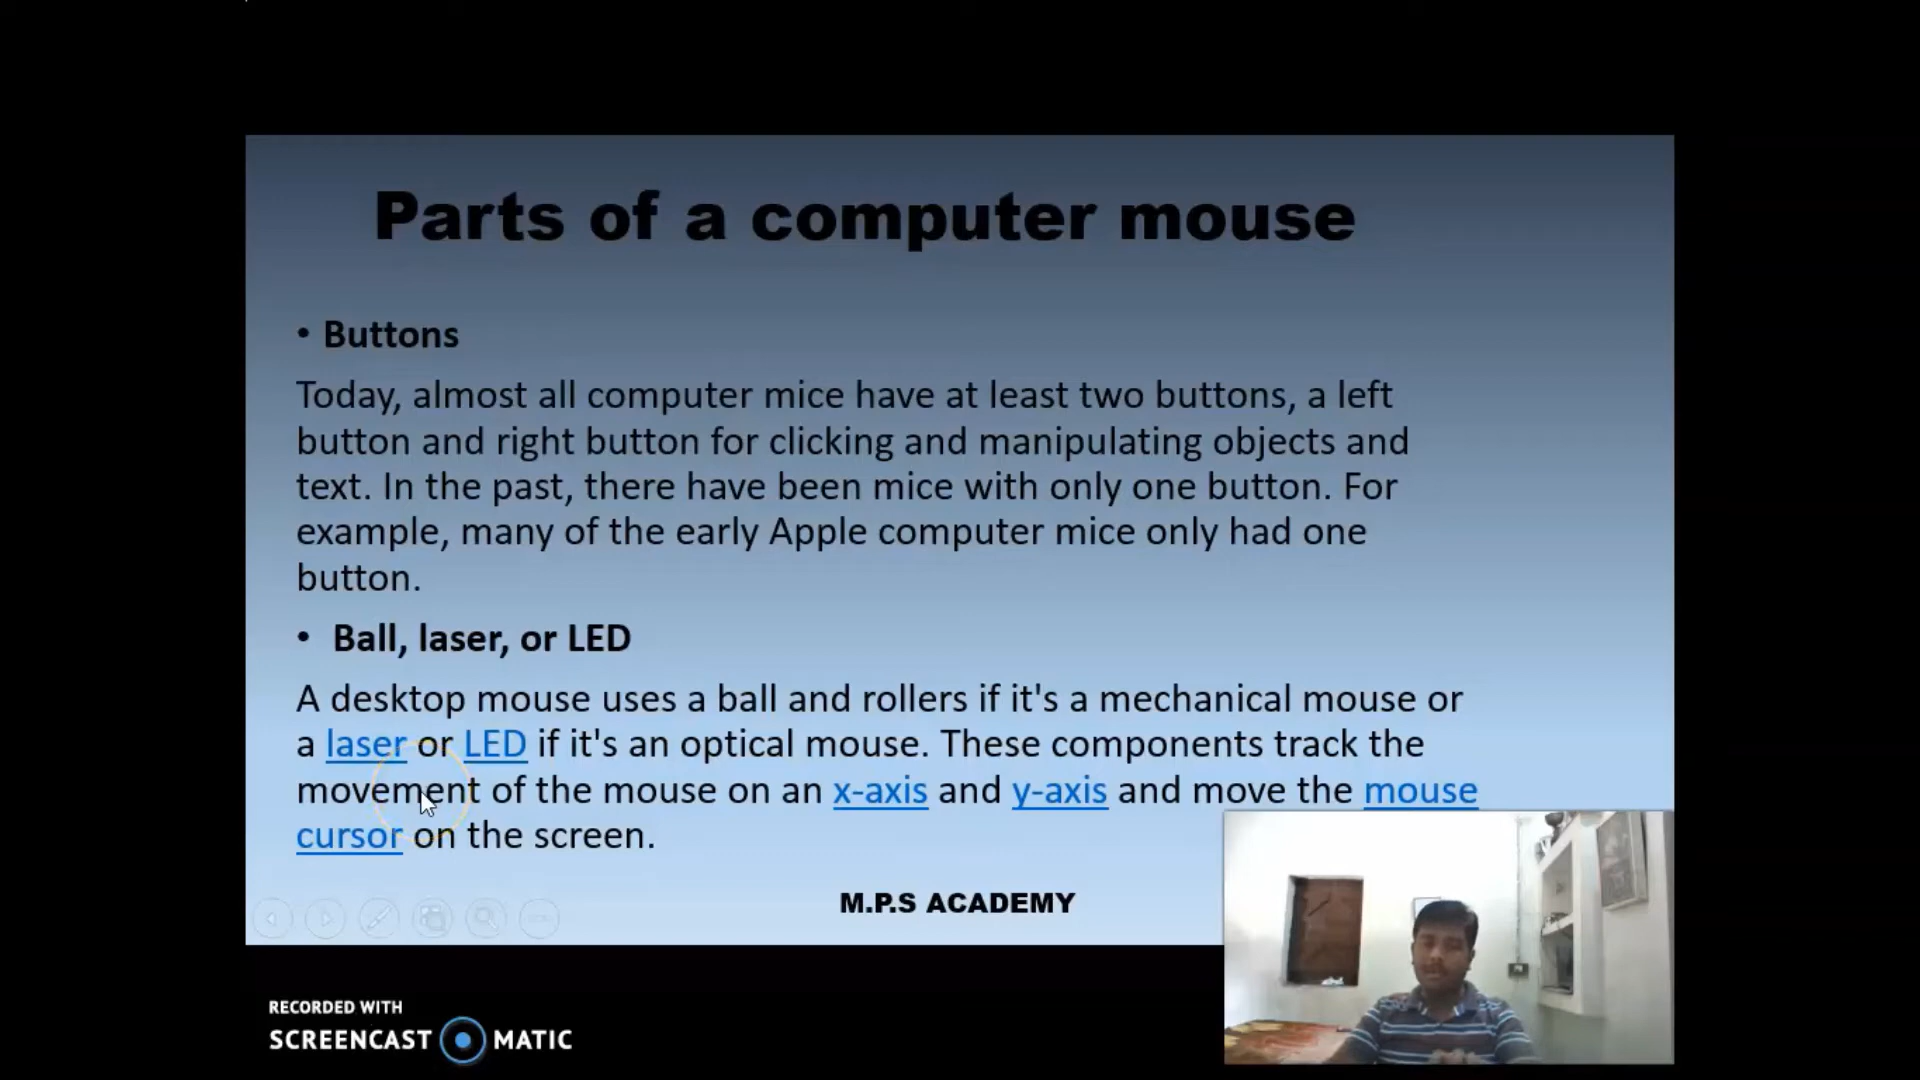 Parts of a computer mouse
• Buttons
Today, almost all computer mice have at least two buttons, a left
button and right button for clicking and manipulating objects and
text. In the past, there have been mice with only one button. For
example, many of the early Apple computer mice only had one
button.
• Ball, laser, or LED
A desktop mouse uses a ball and rollers if it's a mechanical mouse or
a laser or LED if it's an optical mouse. These components track the
movement of the mouse on an x-axis and y-axis and move the mouse
cursor on the screen.
M.P.S ACADEMY
RECORDED WITH
SCREENCAST MATIC